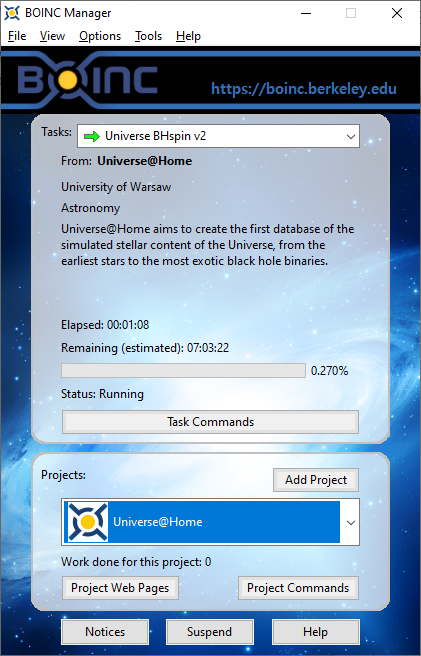 BOINC Manager
File View Options Tools Help
BOINC
https://boinc.berkeley.edu
Tasks: Universe BHspin v2
From: Universe@Home
University of Warsaw
Astronomy
Universe@Home aims to create the first database of the
simulated stellar content of the Universe, from the
earliest stars to the most exotic black hole binaries.
Elapsed: 00:01:08
Remaining (estimated): 07:03:22
0.270%
Status: Running
Task Commands
Projects:
Add Project
Universe@Home
Work done for this project: 0
Project Web Pages Project Commands
Notices Suspend Help